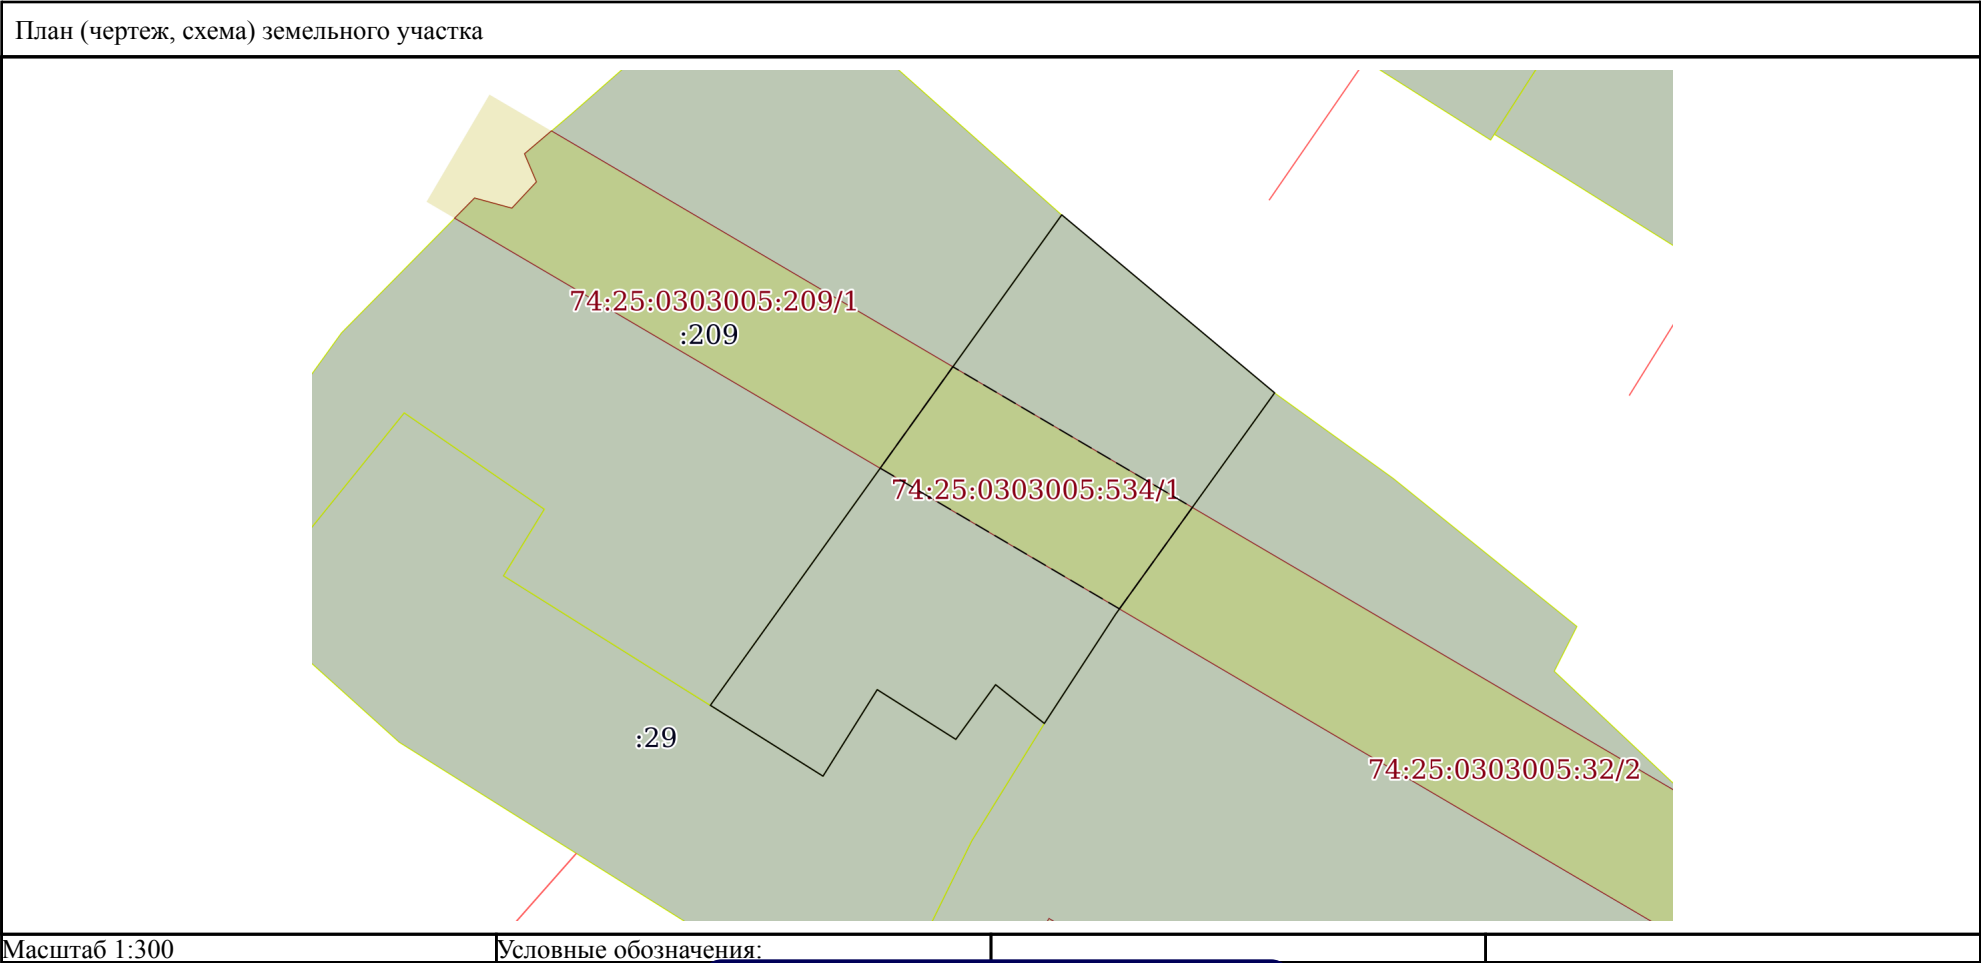 План (чертеж, схема) земельного участка
74:25:0303005:209/1
:209
74:25:0303005:534/1
:29
74:25:0303005:32/2
Масштаб 1:300
Условные обозначения: